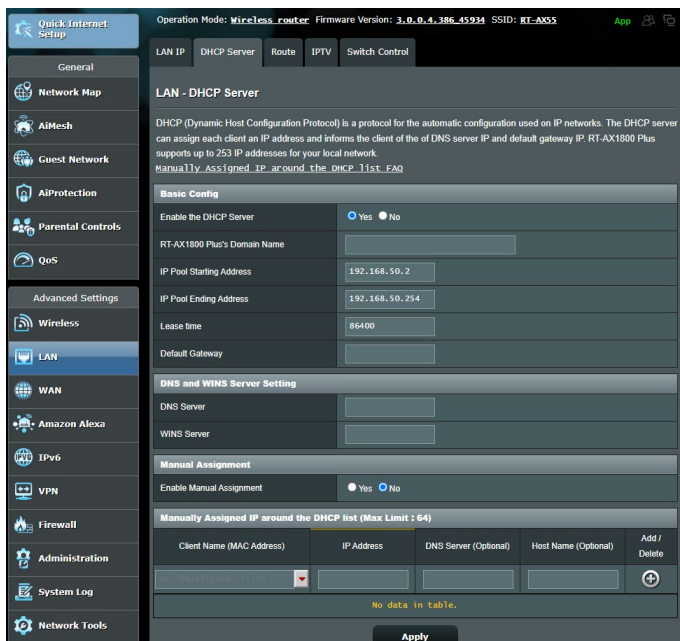 Quick Internet
Setup
Operation Mode: Wireless router Firmware Version: 3.0.0.4.386_45934 SSID: RT-AX55
App
LAN IP DHCP Server Route IPTV Switch Control
General
Network Map
AiMesh
Guest Network
AiProtection
Parental Controls
QoS
Advanced Settings
Wireless
LAN
WAN
Amazon Alexa
IPv6
VPN
Firewall
Administration
System Log
Network Tools
LAN - DHCP Server
DHCP (Dynamic Host Configuration Protocol) is a protocol for the automatic configuration used on IP networks. The DHCP server
can assign each client an IP address and informs the client of the of DNS server IP and default gateway IP. RT-AX1800 Plus
supports up to 253 IP addresses for your local network.
Manually Assigned IP around the DHCP list FAQ
Basic Config
Enable the DHCP Server Yes No
RT-AX1800 Plus's Domain Name
IP Pool Starting Address 192.168.50.2
IP Pool Ending Address 192.168.50.254
Lease time 86400
Default Gateway
DNS and WINS Server Setting
DNS Server
WINS Server
Manual Assignment
Enable Manual Assignment Yes No
Manually Assigned IP around the DHCP list (Max Limit : 64)
Client Name (MAC Address) IP Address DNS Server (Optional) Host Name (Optional) Add /
Delete
No data in table.
Apply